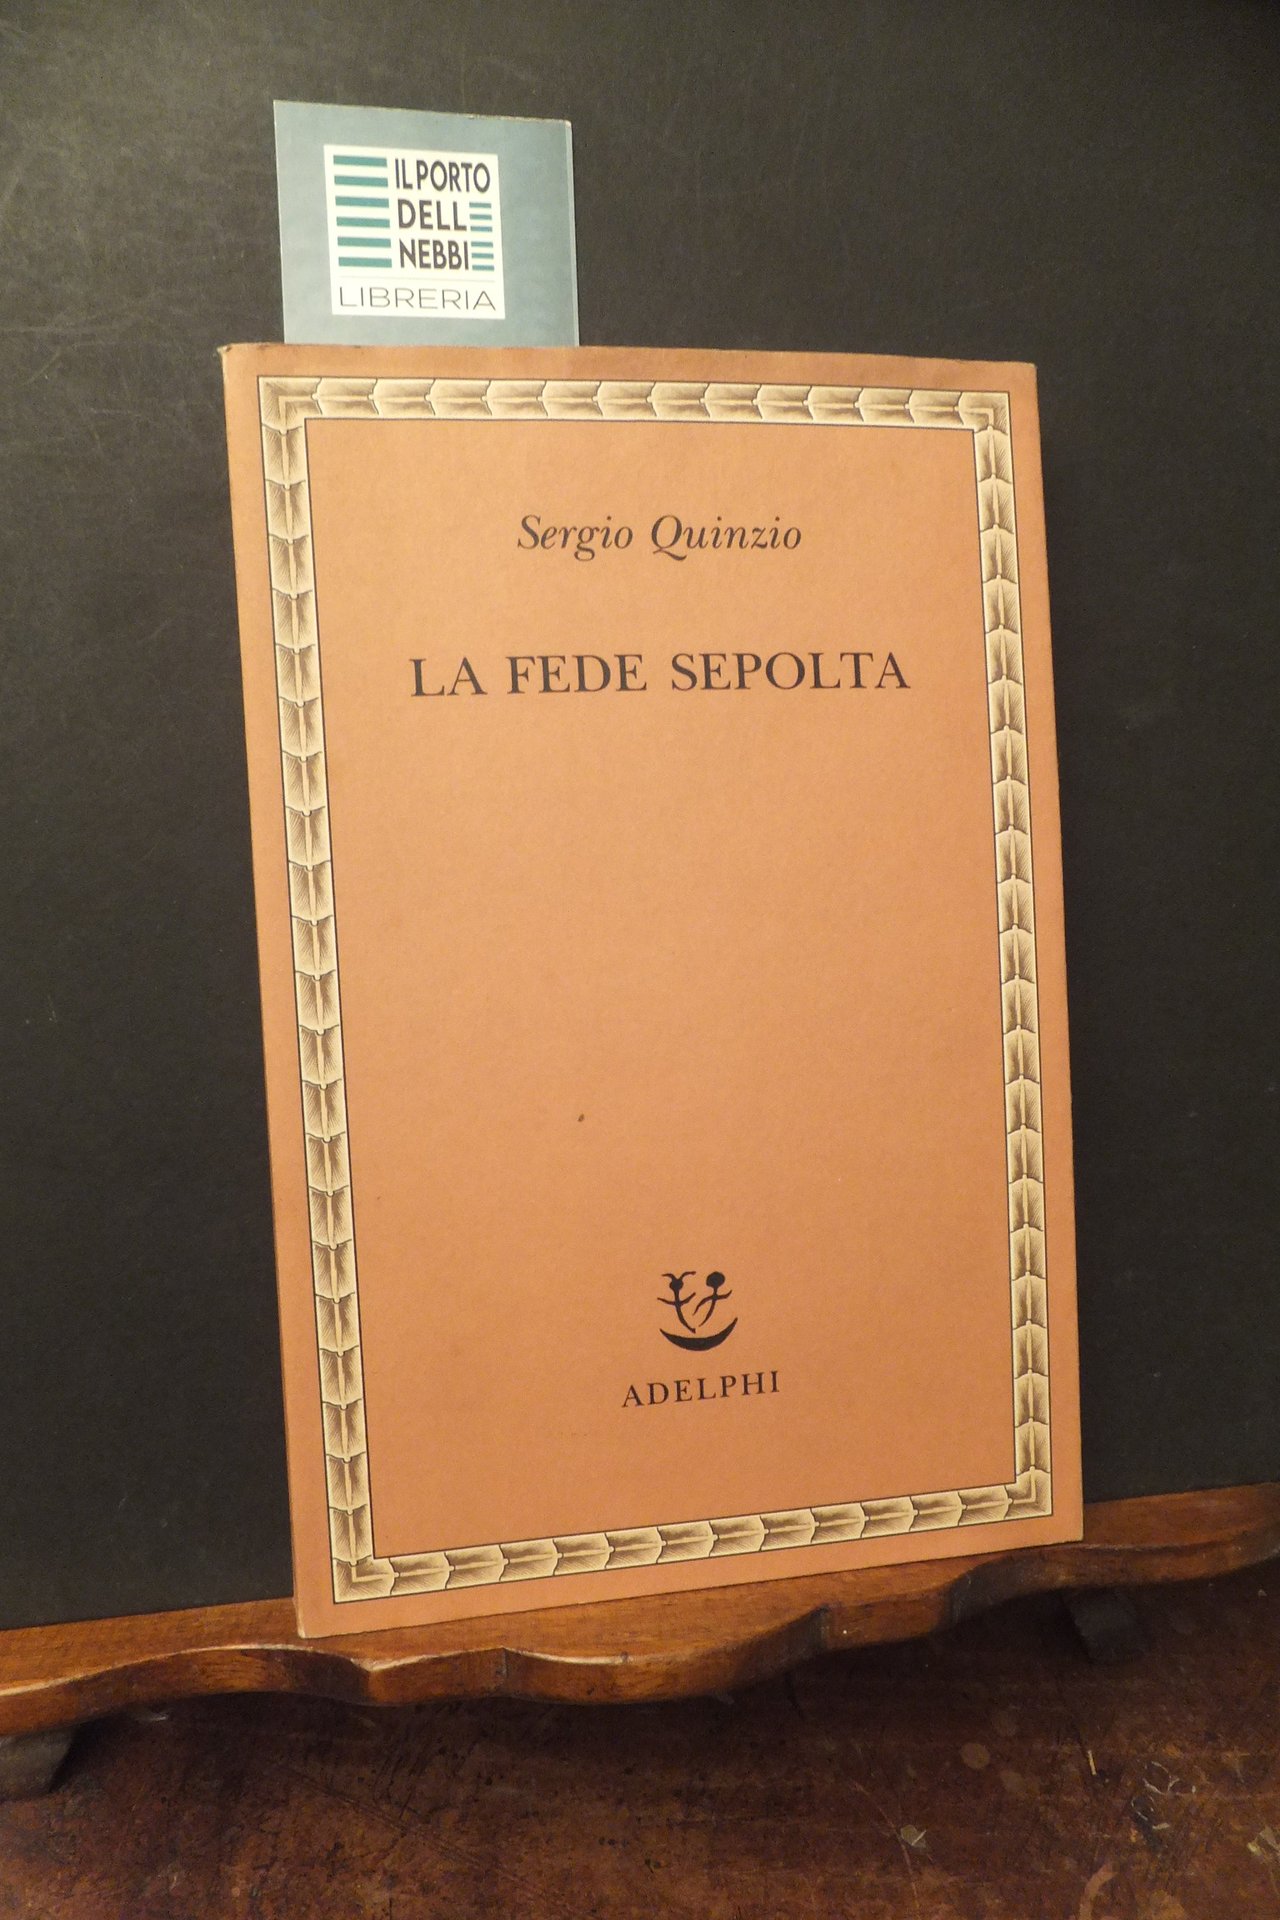 IL PORTO
DELL
NEBBI
LIBRERIA
Sergio Quinzio
LA FEDE SEPOLTA
ADELPHI